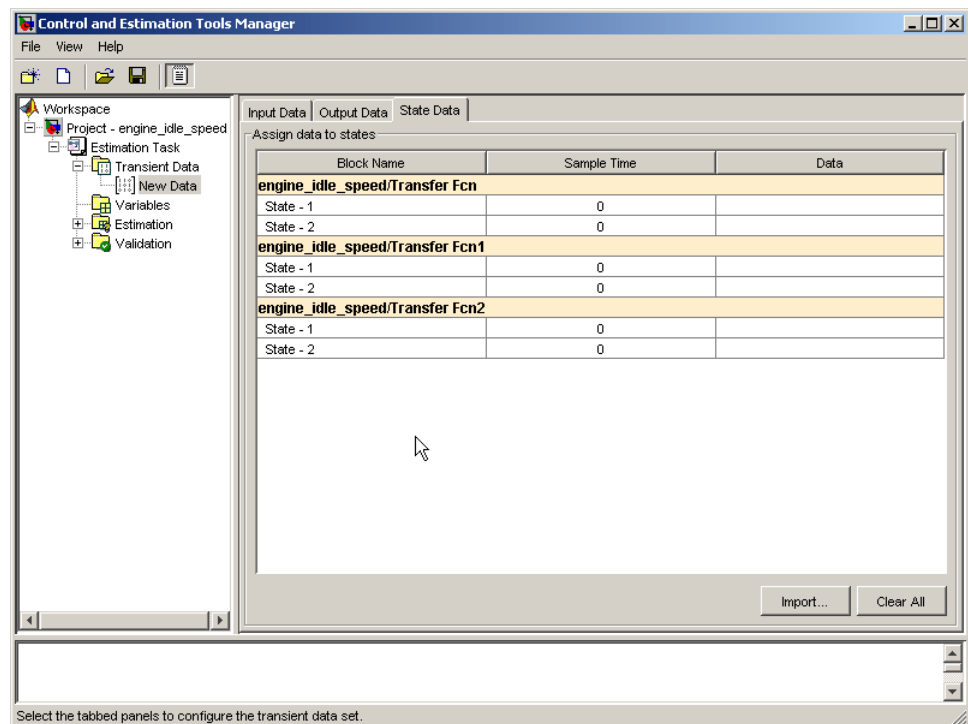 Control and Estimation Tools Manager
File View Help
Workspace
Project - engine_idle_speed
Estimation Task
Transient Data
New Data
Variables
Estimation
Validation
Input Data Output Data State Data
Assign data to states
Block Name Sample Time Data
engine_idle_speed/Transfer Fcn
State - 1 0
State - 2 0
engine_idle_speed/Transfer Fcn1
State - 1 0
State - 2 0
engine_idle_speed/Transfer Fcn2
State - 1 0
State - 2 0
Import... Clear All
Select the tabbed panels to configure the transient data set.